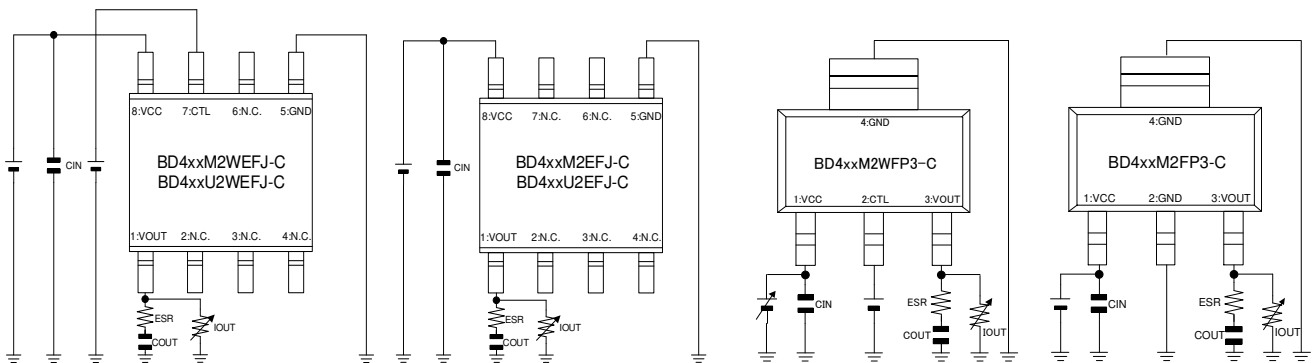 8:VCC 7:CTL 6:N.C. 5:GND
CIN
BD4xxM2WEFJ-C
BD4xxU2WEFJ-C
1:VOUT 2:N.C. 3:N.C. 4:N.C.
ESR
IOUT
COUT
8:VCC 7:N.C. 6:N.C. 5:GND
CIN
BD4xxM2EFJ-C
BD4xxU2EFJ-C
1:VOUT 2:N.C. 3:N.C. 4:N.C.
ESR
IOUT
COUT
4:GND
BD4xxM2WFP3-C
1:VCC 2:CTL 3:VOUT
CIN
ESR
COUT
IOUT
4:GND
BD4xxM2FP3-C
1:VCC 2:GND 3:VOUT
CIN
ESR
COUT
IOUT